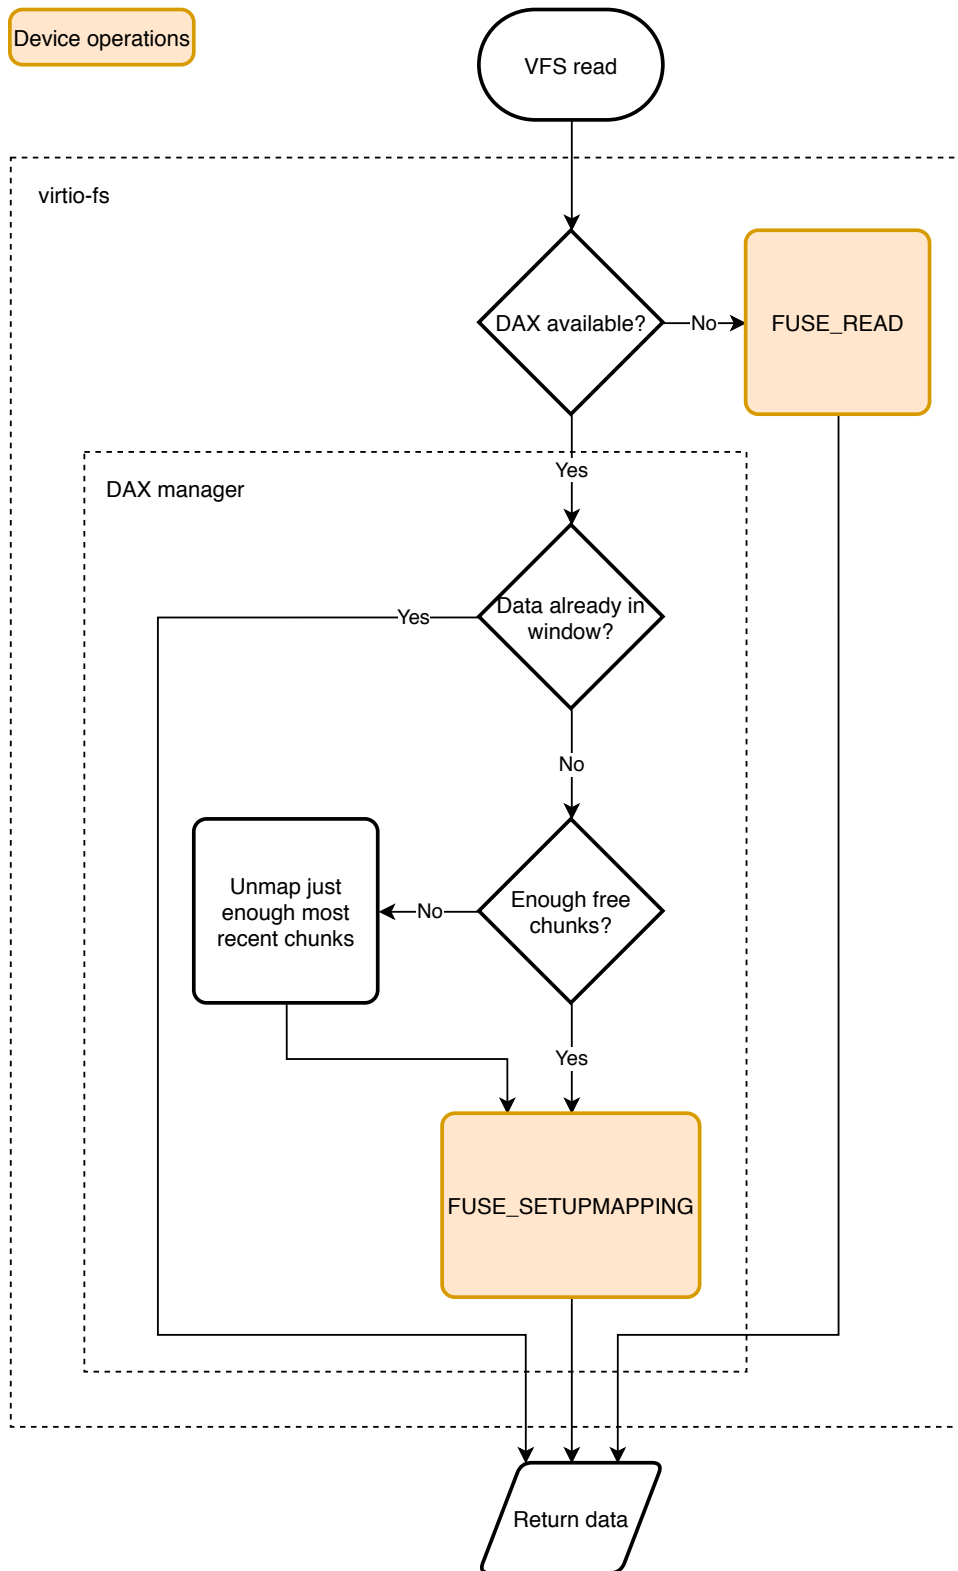 Device operations
VFS read
virtio-fs
DAX available?
No
FUSE_READ
Yes
DAX manager
Data already in
window?
Yes
No
Unmap just
enough most
recent chunks
No
Enough free
chunks?
Yes
FUSE_SETUPMAPPING
Return data